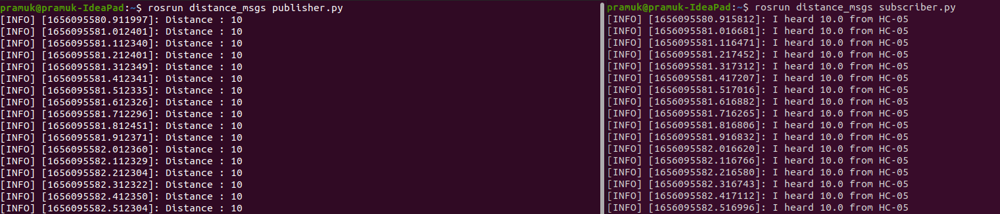 pramuk@pramuk-IdeaPad:~$ rosrun distance_msgs publisher.py
[INFO] [1656095580.911997]: Distance : 10
[INFO] [1656095581.012401]: Distance : 10
[INFO] [1656095581.112340]: Distance : 10
[INFO] [1656095581.212401]: Distance : 10
[INFO] [1656095581.312349]: Distance : 10
[INFO] [1656095581.412341]: Distance : 10
[INFO] [1656095581.512335]: Distance : 10
[INFO] [1656095581.612326]: Distance : 10
[INFO] [1656095581.712296]: Distance : 10
[INFO] [1656095581.812451]: Distance : 10
[INFO] [1656095581.912371]: Distance : 10
[INFO] [1656095582.012360]: Distance : 10
[INFO] [1656095582.112329]: Distance : 10
[INFO] [1656095582.212304]: Distance : 10
[INFO] [1656095582.312322]: Distance : 10
[INFO] [1656095582.412350]: Distance : 10
[INFO] [1656095582.512304]: Distance : 10
pramuk@pramuk-IdeaPad:~$ rosrun distance_msgs subscriber.py
[INFO] [1656095580.915812]: I heard 10.0 from HC-05
[INFO] [1656095581.016681]: I heard 10.0 from HC-05
[INFO] [1656095581.116471]: I heard 10.0 from HC-05
[INFO] [1656095581.217452]: I heard 10.0 from HC-05
[INFO] [1656095581.317312]: I heard 10.0 from HC-05
[INFO] [1656095581.417207]: I heard 10.0 from HC-05
[INFO] [1656095581.517016]: I heard 10.0 from HC-05
[INFO] [1656095581.616882]: I heard 10.0 from HC-05
[INFO] [1656095581.716265]: I heard 10.0 from HC-05
[INFO] [1656095581.816806]: I heard 10.0 from HC-05
[INFO] [1656095581.916832]: I heard 10.0 from HC-05
[INFO] [1656095582.016620]: I heard 10.0 from HC-05
[INFO] [1656095582.116766]: I heard 10.0 from HC-05
[INFO] [1656095582.216580]: I heard 10.0 from HC-05
[INFO] [1656095582.316743]: I heard 10.0 from HC-05
[INFO] [1656095582.417112]: I heard 10.0 from HC-05
[INFO] [1656095582.516996]: I heard 10.0 from HC-05